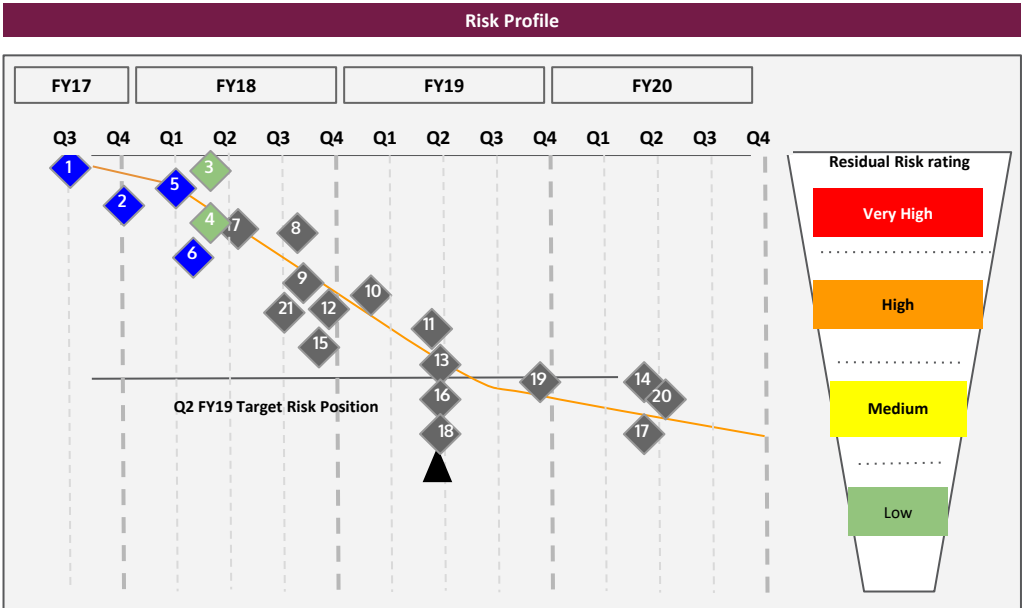 Risk Profile
FY17 FY18 FY19 FY20
Q3 Q4 Q1 Q2 Q3 Q4 Q1 Q2 Q3 Q4 Q1 Q2 Q3 Q4
Residual Risk rating
1 3
5
2
Very High
4 7 8
6
9
10
High
21 12
11
15
13
19 14
Q2 FY19 Target Risk Position
16 20
Medium
18 17
Low